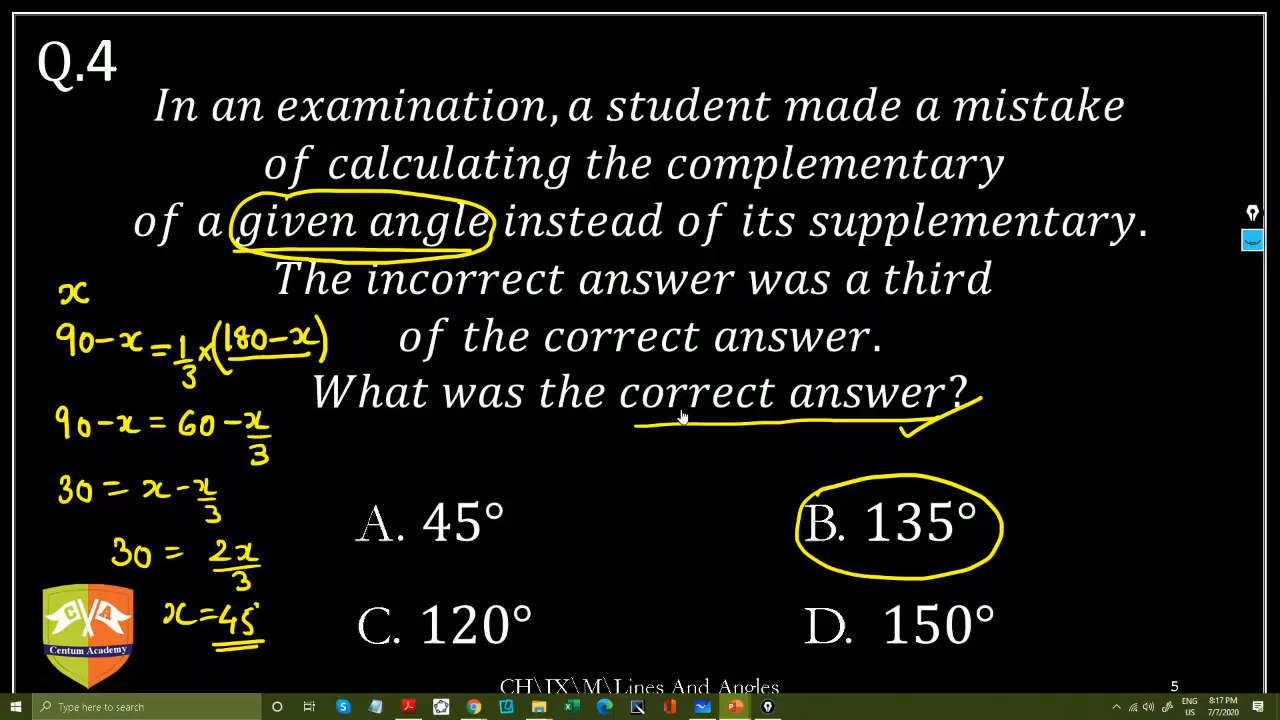 Q.4
In an examination, a student made a mistake
of calculating the complementary
of a given angle instead of its supplementary.
The incorrect answer was a third
of the correct answer.
What was the correct answer?
x
90-x = 1/3 × (180-x)
90-x = 60 - x/3
30 = x - x/3
30 = 2x/3
x = 45°
A. 45°
B. 135°
C. 120°
D. 150°
C A
Centum Academy
CH\IX\M\Lines And Angles
5
Type here to search
ENG
US
8:17 PM
7/7/2020